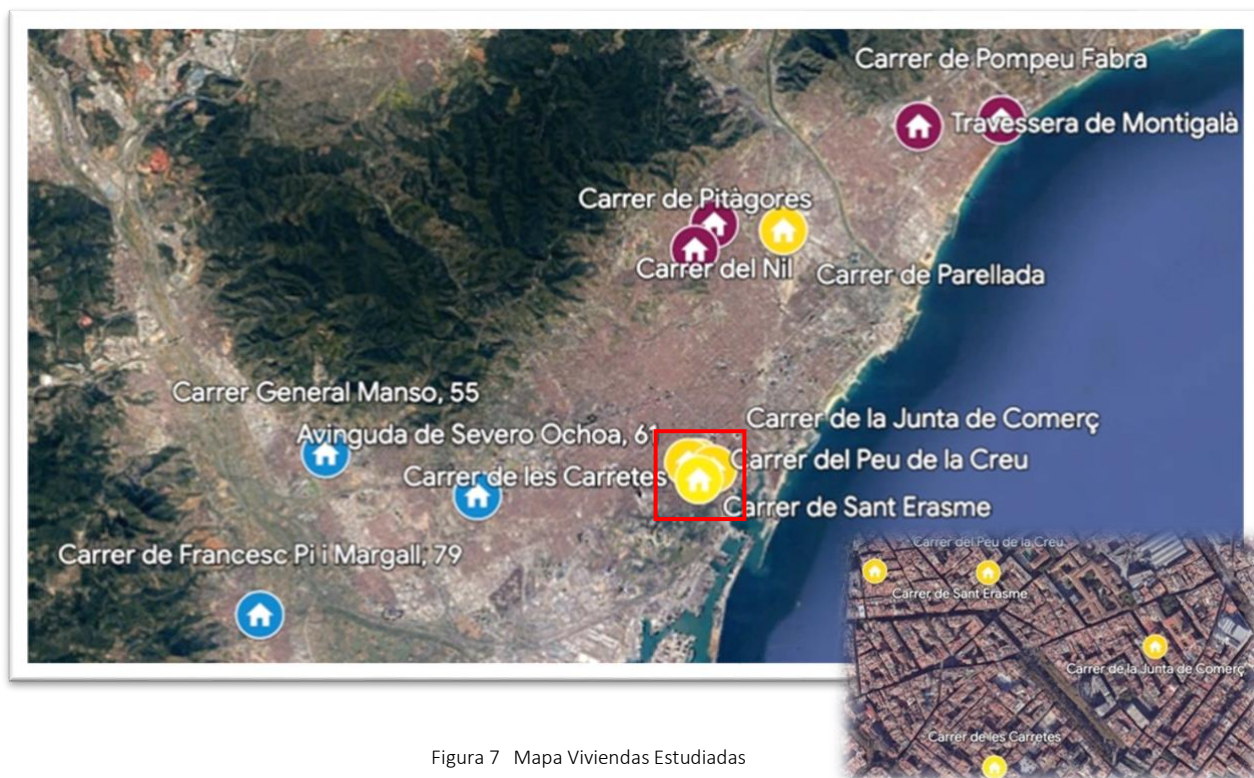 Carrer de Pompeu Fabra
Travessera de Montigalà
Carrer de Pitàgores
Carrer del Nil
Carrer de Parellada
Carrer General Manso, 55
Avinguda de Severo Ochoa, 61
Carrer de la Junta de Comerç
Carrer de les Carretes
Carrer del Peu de la Creu
Carrer de Sant Erasme
Carrer de Francesc Pi i Margall, 79
Carrer del Peu de la Creu
Carrer de Sant Erasme
Carrer de la Junta de Comerç
Carrer de les Carretes
Figura 7 Mapa Viviendas Estudiadas